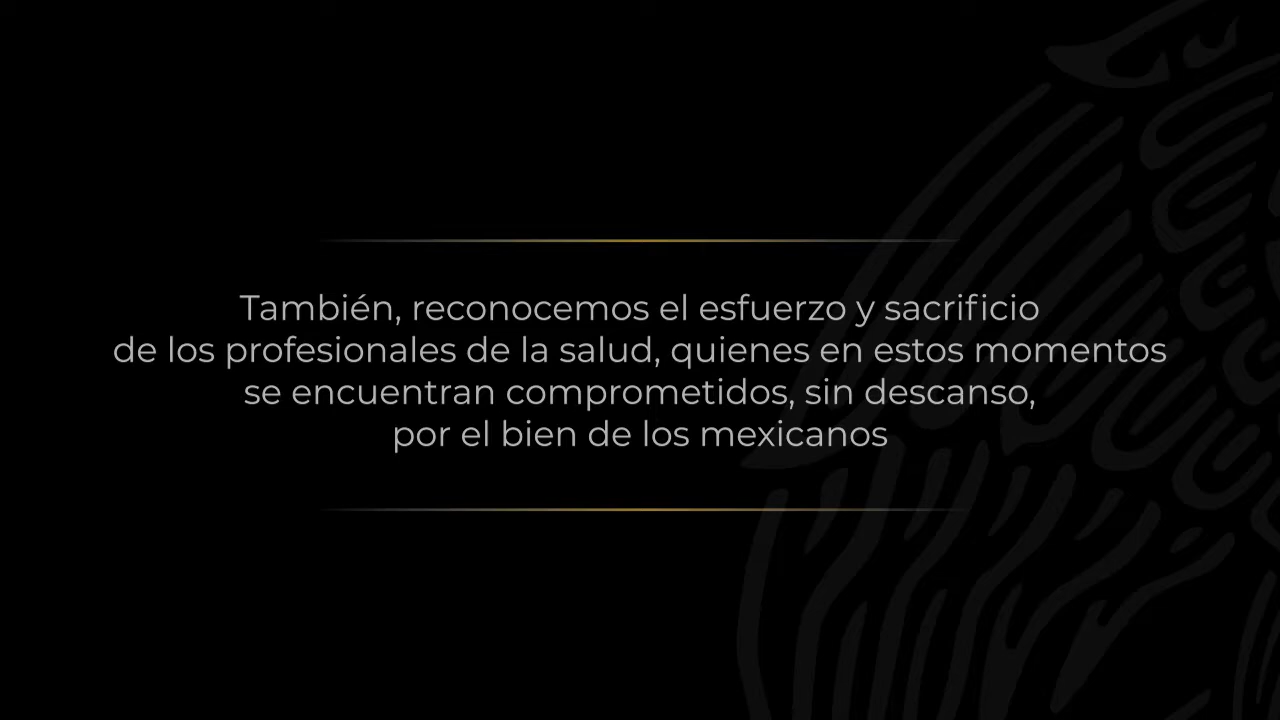 También, reconocemos el esfuerzo y sacrificio
de los profesionales de la salud, quienes en estos momentos
se encuentran comprometidos, sin descanso,
por el bien de los mexicanos